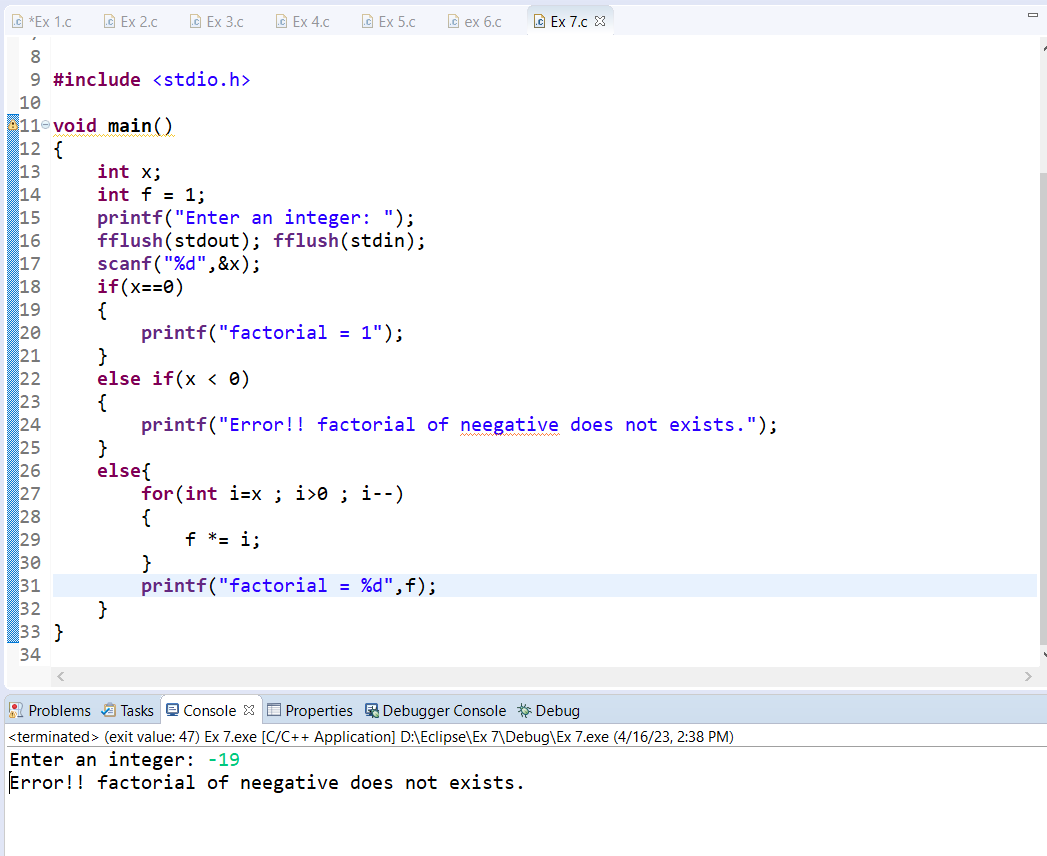 *Ex 1.c Ex 2.c Ex 3.c Ex 4.c Ex 5.c ex 6.c Ex 7.c
8
9 #include <stdio.h>
10
11 void main()
12 {
13     int x;
14     int f = 1;
15     printf("Enter an integer: ");
16     fflush(stdout); fflush(stdin);
17     scanf("%d",&x);
18     if(x==0)
19     {
20         printf("factorial = 1");
21     }
22     else if(x < 0)
23     {
24         printf("Error!! factorial of neegative does not exists.");
25     }
26     else{
27         for(int i=x ; i>0 ; i--)
28         {
29             f *= i;
30         }
31         printf("factorial = %d",f);
32     }
33 }
34
Problems Tasks Console Properties Debugger Console Debug
<terminated> (exit value: 47) Ex 7.exe [C/C++ Application] D:\Eclipse\Ex 7\Debug\Ex 7.exe (4/16/23, 2:38 PM)
Enter an integer: -19
Error!! factorial of neegative does not exists.